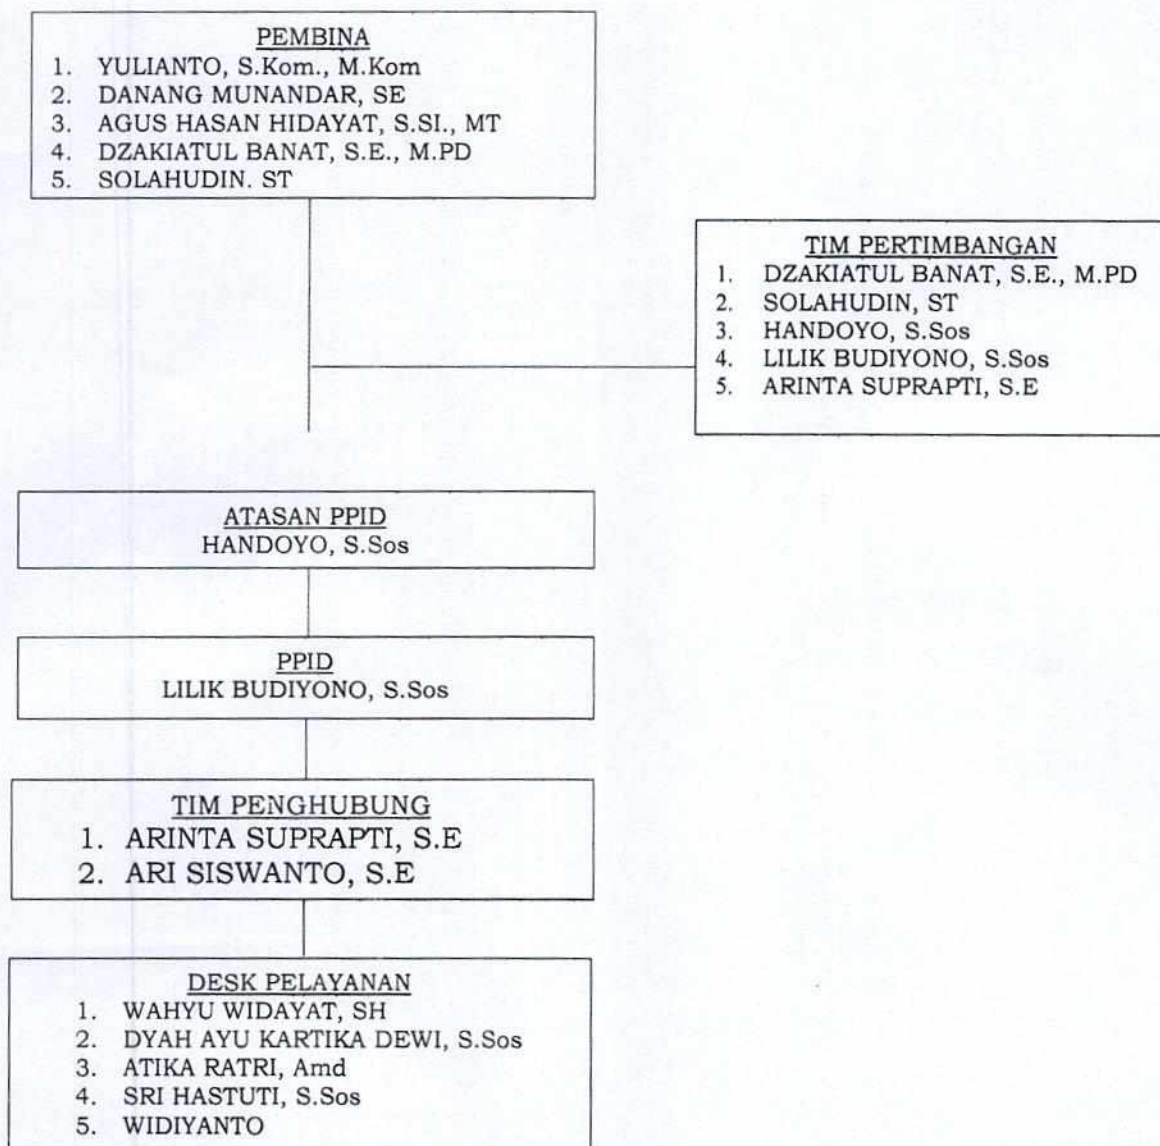 PEMBINA
1. YULIANTO, S.Kom., M.Kom
2. DANANG MUNANDAR, SE
3. AGUS HASAN HIDAYAT, S.SI., MT
4. DZAKIATUL BANAT, S.E., M.PD
5. SOLAHUDIN. ST
TIM PERTIMBANGAN
1. DZAKIATUL BANAT, S.E., M.PD
2. SOLAHUDIN, ST
3. HANDOYO, S.Sos
4. LILIK BUDIYONO, S.Sos
5. ARINTA SUPRAPTI, S.E
ATASAN PPID
HANDOYO, S.Sos
PPID
LILIK BUDIYONO, S.Sos
TIM PENGHUBUNG
1. ARINTA SUPRAPTI, S.E
2. ARI SISWANTO, S.E
DESK PELAYANAN
1. WAHYU WIDAYAT, SH
2. DYAH AYU KARTIKA DEWI, S.Sos
3. ATIKA RATRI, Amd
4. SRI HASTUTI, S.Sos
5. WIDIYANTO